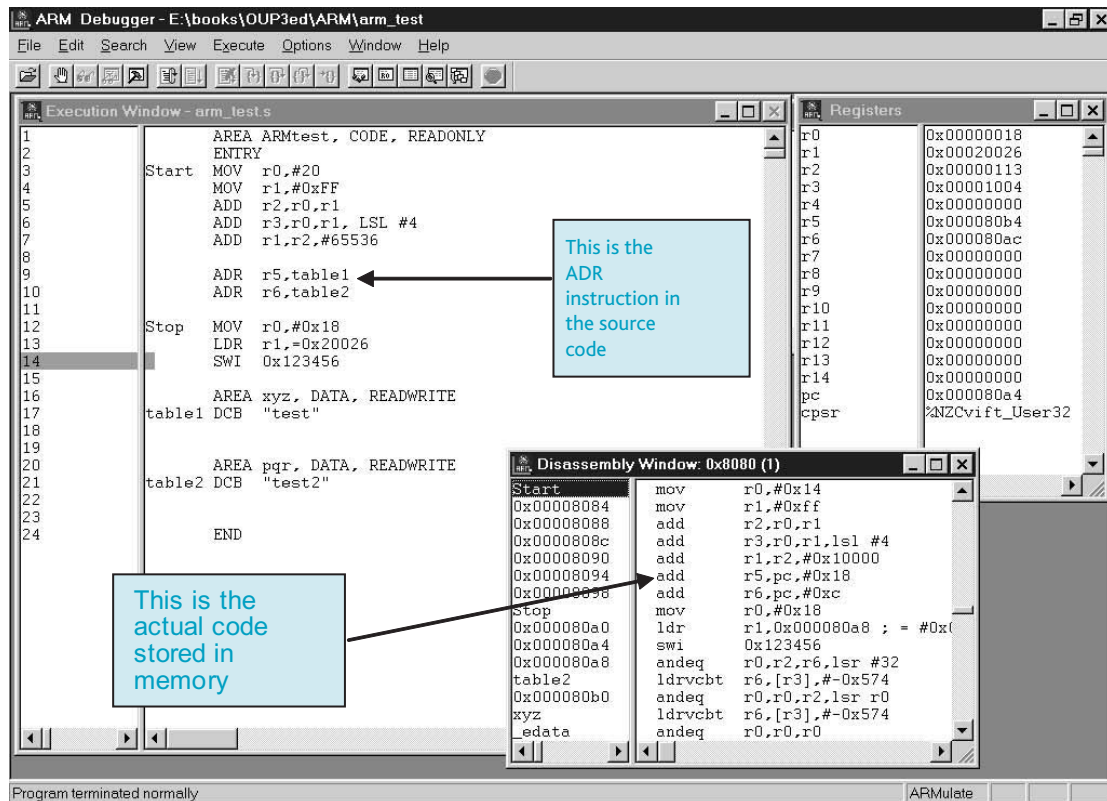 ARM Debugger - E:\books\OUP3ed\ARM\arm_test
File Edit Search View Execute Options Window Help
Execution Window - arm_test.s
1 AREA ARMtest, CODE, READONLY
2 ENTRY
3 Start MOV r0,#20
4 MOV r1,#0xFF
5 ADD r2,r0,r1
6 ADD r3,r0,r1, LSL #4
7 ADD r1,r2,#65536
8
9 ADR r5,table1
10 ADR r6,table2
11
12 Stop MOV r0,#0x18
13 LDR r1,=0x20026
14 SWI 0x123456
15
16 AREA xyz, DATA, READWRITE
17 table1 DCB "test"
18
19
20 AREA pqr, DATA, READWRITE
21 table2 DCB "test2"
22
23
24 END
This is the
ADR
instruction in
the source
code
This is the
actual code
stored in
memory
Registers
r0 0x00000018
r1 0x00020026
r2 0x00000113
r3 0x00001004
r4 0x00000000
r5 0x000080b4
r6 0x000080ac
r7 0x00000000
r8 0x00000000
r9 0x00000000
r10 0x00000000
r11 0x00000000
r12 0x00000000
r13 0x00000000
r14 0x00000000
pc 0x000080a4
cpsr %NZCvift_User32
Disassembly Window: 0x8080 (1)
Start mov r0,#0x14
0x00008084 mov r1,#0xff
0x00008088 add r2,r0,r1
0x0000808c add r3,r0,r1,lsl #4
0x00008090 add r1,r2,#0x10000
0x00008094 add r5,pc,#0x18
0x00008098 add r6,pc,#0xc
Stop mov r0,#0x18
0x000080a0 ldr r1,0x000080a8 ; = #0x(
0x000080a4 swi 0x123456
0x000080a8 andeq r0,r2,r6,lsr #32
table2 ldrvcbt r6,[r3],#-0x574
0x000080b0 andeq r0,r0,r2,lsr r0
xyz ldrvcbt r6,[r3],#-0x574
_edata andeq r0,r0,r0
Program terminated normally
ARMulate